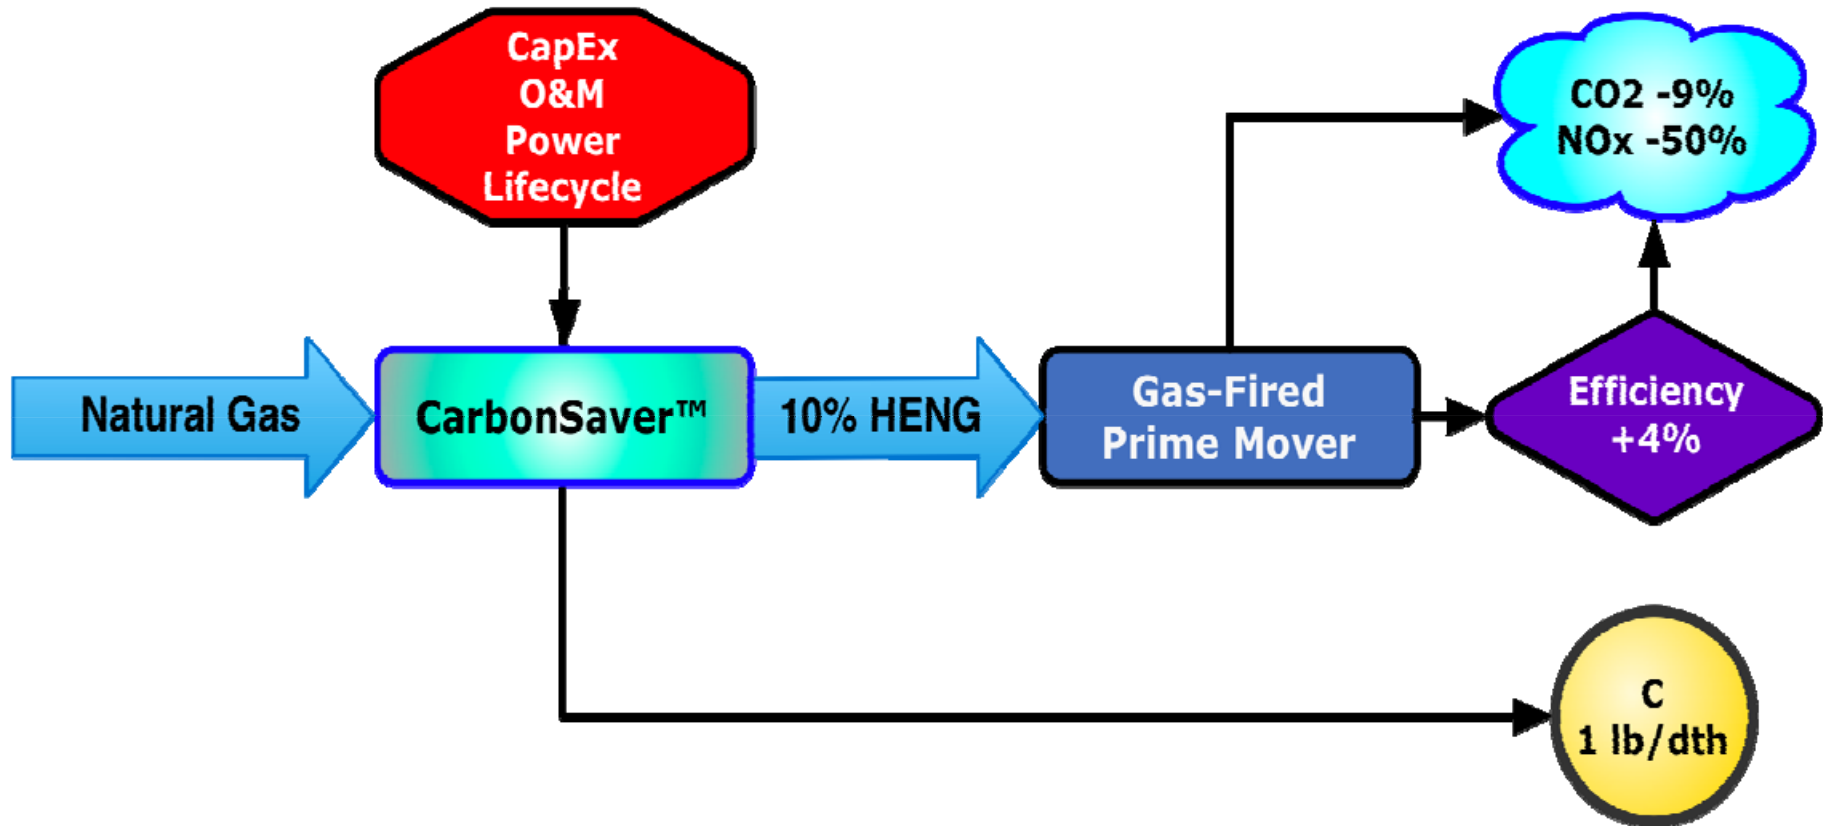 CapEx
O&M
Power
Lifecycle
CO2 -9%
NOx -50%
Natural Gas
CarbonSaver™
10% HENG
Gas-Fired
Prime Mover
Efficiency
+4%
C
1 lb/dth